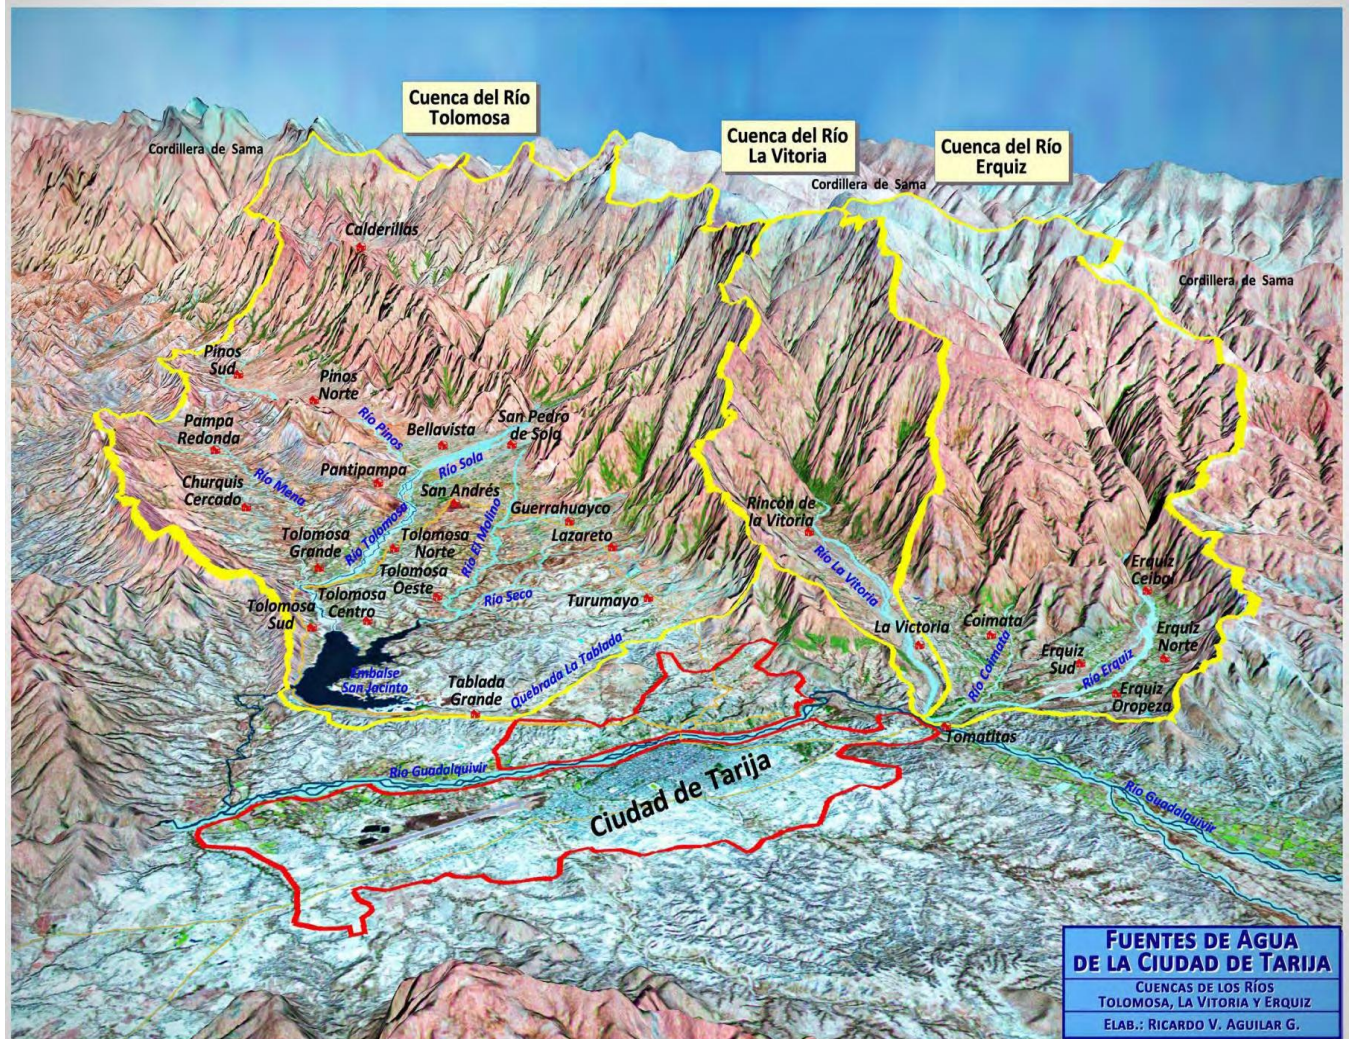 Cuenca del Río
Tolomosa
Cuenca del Río
La Vitoria
Cuenca del Río
Erquiz
Cordillera de Sama
Cordillera de Sama
Cordillera de Sama
Calderillas
Pinos
Sud
Pinos
Norte
Río Pinos
Pampa
Redonda
Bellavista
San Pedro
de Sola
Río Sola
Pantipampa
Río Mena
Churquis
Cercado
San Andrés
Guerrahuayco
Rincón de
la Vitoria
Río Tolomosa
Tolomosa
Grande
Tolomosa
Norte
Río El Molino
Lazareto
Tolomosa
Oeste
Río Seco
Turumayo
Río La Vitoria
Erquiz
Ceibal
Tolomosa
Sud
Tolomosa
Centro
La Victoria
Coimata
Río Coimata
Erquiz
Sud
Río Erquiz
Erquiz
Norte
Erquiz
Oropeza
Embalse
San Jacinto
Tablada
Grande
Quebrada La Tablada
Tomatitas
Río Guadalquivir
Ciudad de Tarija
Río Guadalquivir
FUENTES DE AGUA
DE LA CIUDAD DE TARIJA
CUENCAS DE LOS RÍOS
TOLOMOSA, LA VITORIA Y ERQUIZ
ELAB.: RICARDO V. AGUILAR G.